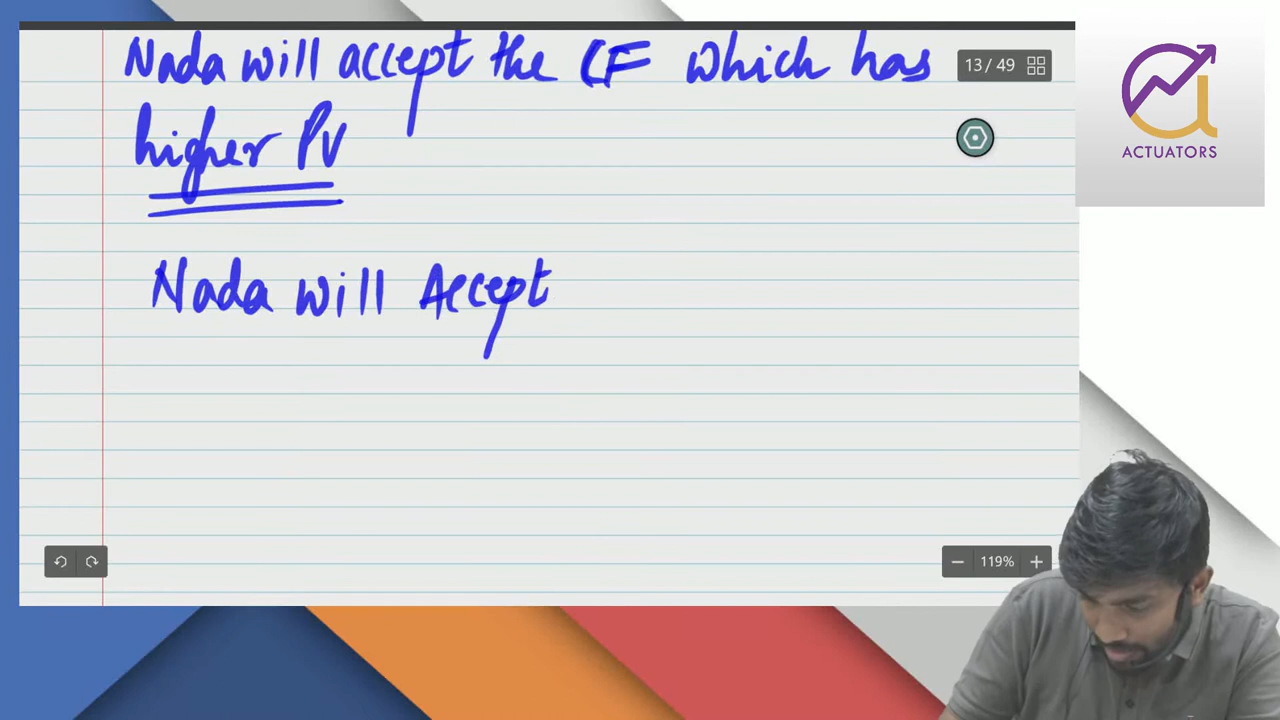 Nada will accept the CF which has
higher PV
Nada will Accept
13 / 49
ACTUATORS
119%